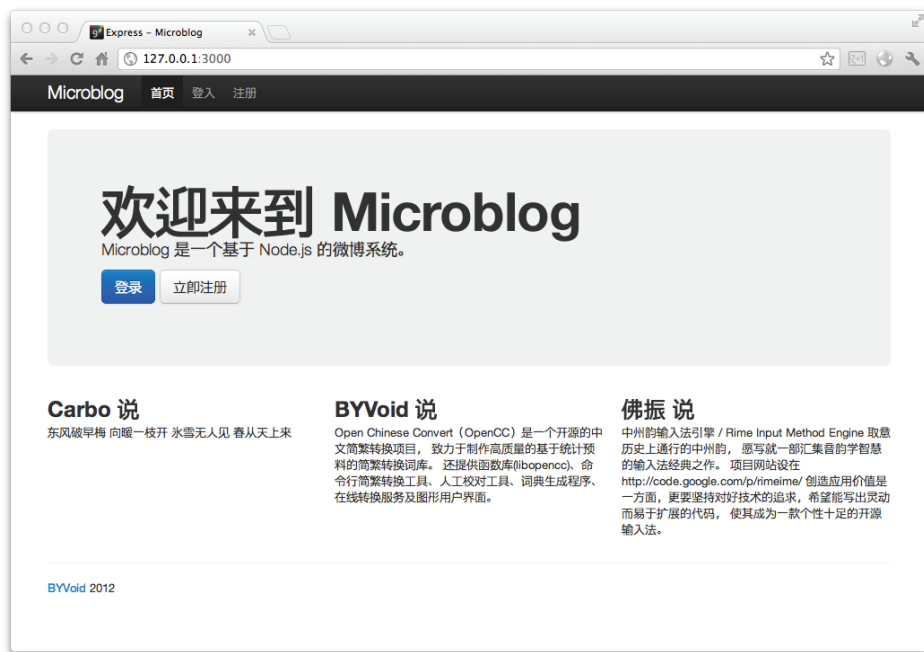 Express - Microblog
127.0.0.1:3000
Microblog 首页 登入 注册
欢迎来到 Microblog
Microblog 是一个基于 Node.js 的微博系统。
登录 立即注册
Carbo 说
东风破早梅 向暖一枝开 氷雪无人见 春从天上来
BYVoid 说
Open Chinese Convert（OpenCC）是一个开源的中
文简繁转换项目， 致力于制作高质量的基于统计预
料的简繁转换词库。 还提供函数库(libopencc)、命
令行简繁转换工具、人工校对工具、词典生成程序、
在线转换服务及图形用户界面。
佛振 说
中州韵输入法引擎 / Rime Input Method Engine 取意
历史上通行的中州韵， 愿写就一部汇集音韵学智慧
的输入法经典之作。 项目网站设在
http://code.google.com/p/rimeime/ 创造应用价值是
一方面，更要坚持对好技术的追求，希望能写出灵动
而易于扩展的代码， 使其成为一款个性十足的开源
输入法。
BYVoid 2012